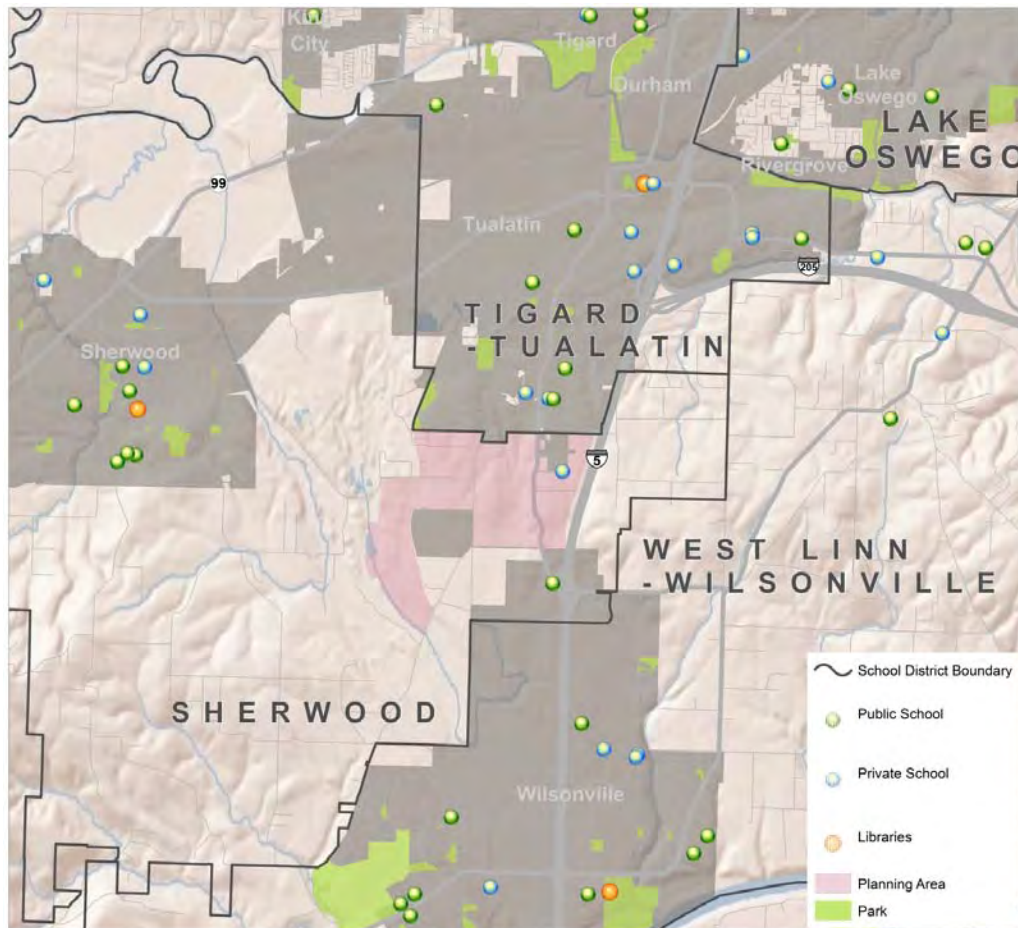 King
City
Tigard
Durham
Lake
Oswego
LAKE
OSWEGO
Rivergrove
99
Tualatin
205
TIGARD
-TUALATIN
Sherwood
5
WEST LINN
-WILSONVILLE
SHERWOOD
Wilsonville
School District Boundary
Public School
Private School
Libraries
Planning Area
Park